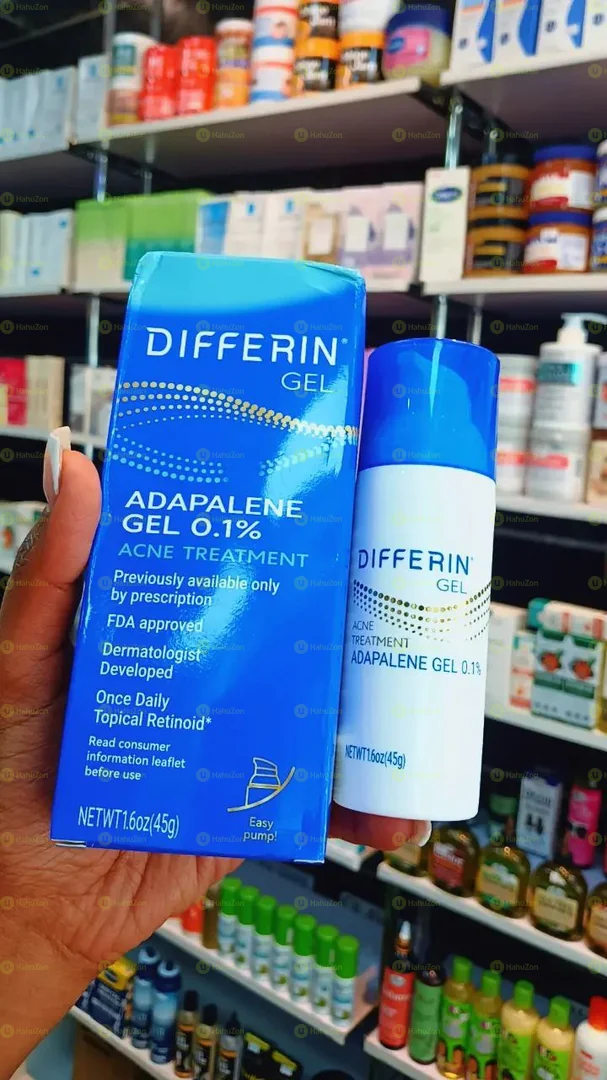 DIFFERIN®
GEL
ADAPALENE
GEL 0.1%
ACNE TREATMENT
Previously available only
by prescription
FDA approved
Dermatologist
Developed
Once Daily
Topical Retinoid*
Read consumer
information leaflet
before use
NETWT1.6oz(45g)
Easy
pump!
DIFFERIN®
GEL
ACNE
TREATMENT
ADAPALENE GEL 0.1%
NETWT1.6oz(45g)
HahuZon